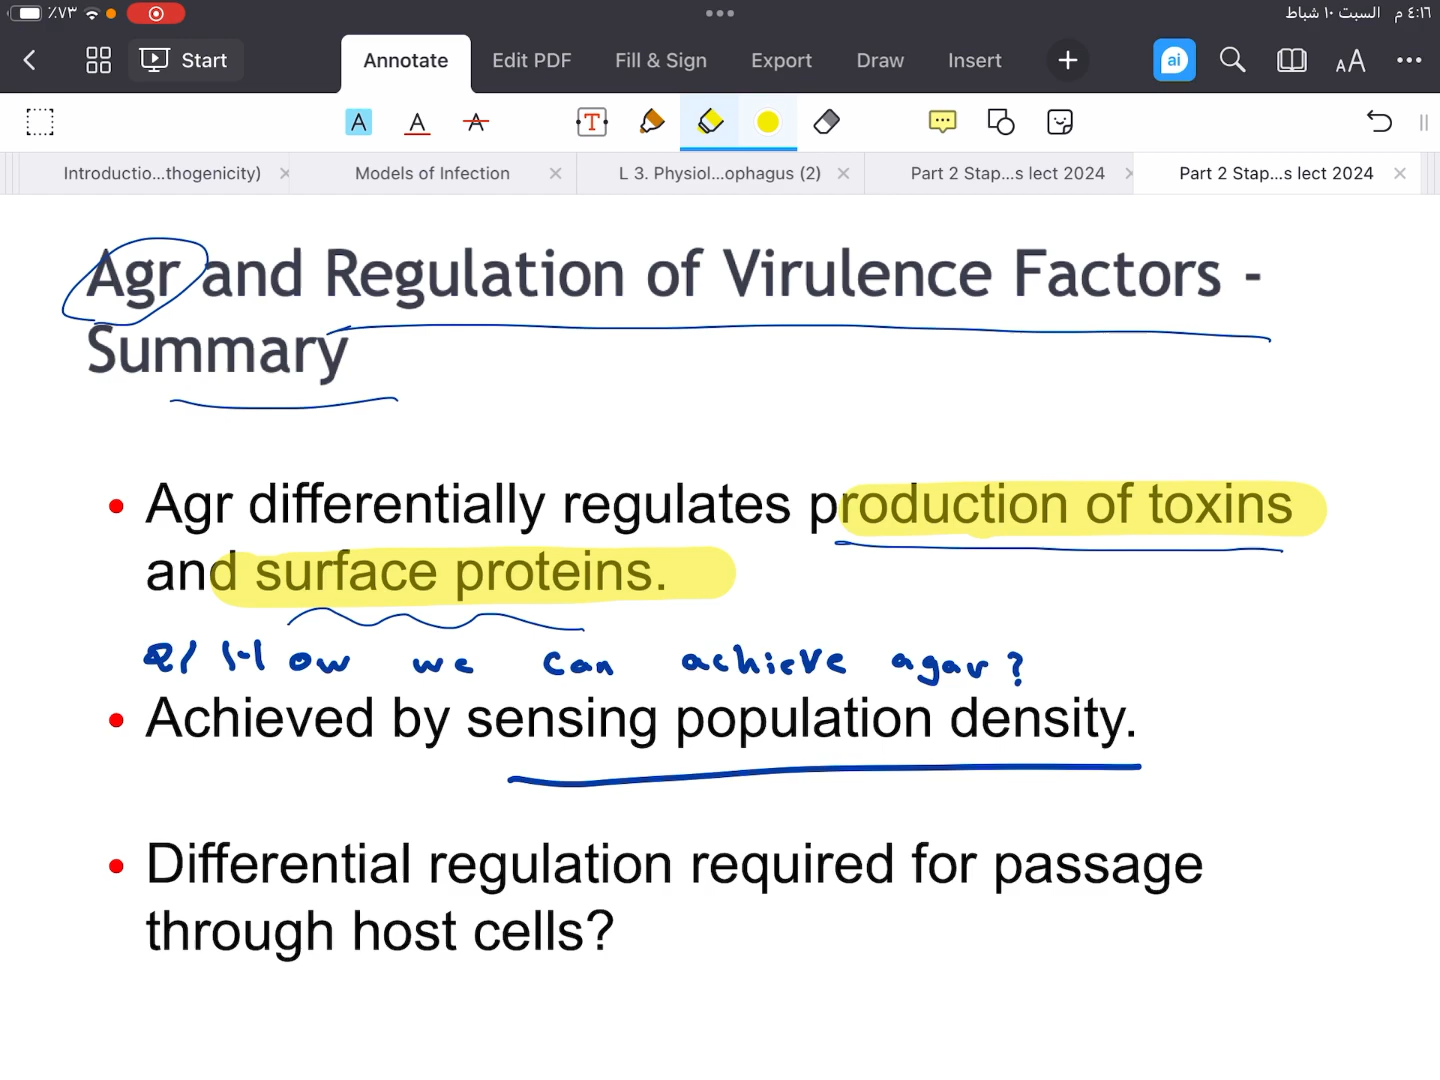 ٪٧٣
٤:١٦ م السبت ١٠ شباط
Start
Annotate
Edit PDF
Fill & Sign
Export
Draw
Insert
ai
AA
A A A T
Introductio...thogenicity)
Models of Infection
L 3. Physiol...ophagus (2)
Part 2 Stap...s lect 2024
Part 2 Stap...s lect 2024
Agr and Regulation of Virulence Factors -
Summary
• Agr differentially regulates production of toxins
and surface proteins.
Q/ How we can achieve agar?
• Achieved by sensing population density.
• Differential regulation required for passage
through host cells?